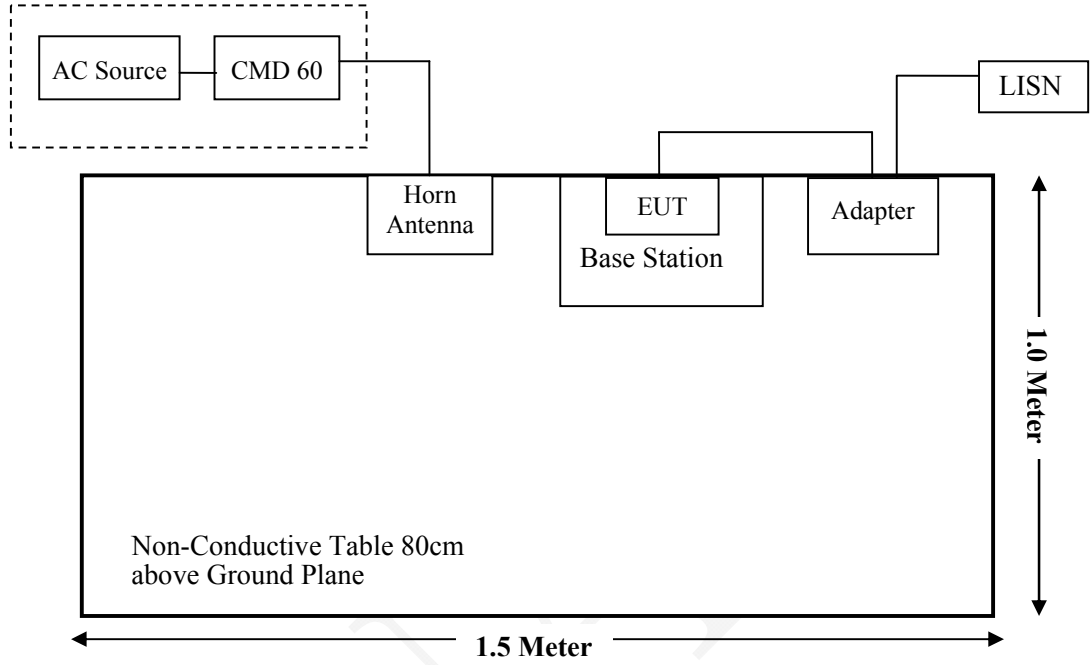 AC Source
CMD 60
LISN
Horn
Antenna
EUT
Base Station
Adapter
1.0 Meter
Non-Conductive Table 80cm
above Ground Plane
1.5 Meter